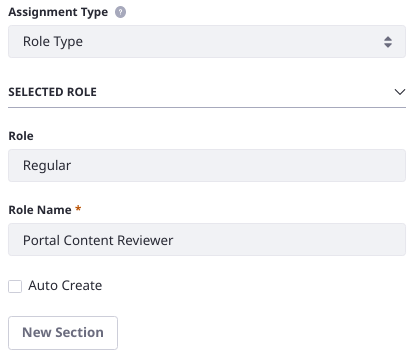 Assignment Type ?
Role Type
SELECTED ROLE
Role
Regular
Role Name *
Portal Content Reviewer
Auto Create
New Section